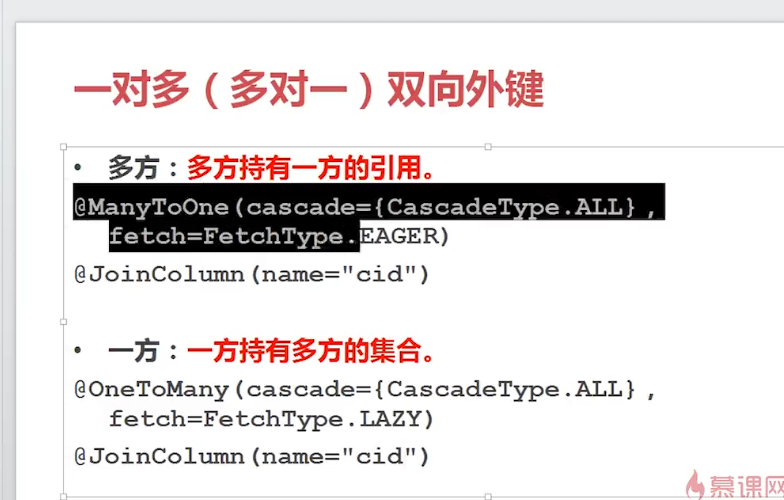 一对多（多对一）双向外键
• 多方：多方持有一方的引用。
@ManyToOne(cascade={CascadeType.ALL},
fetch=FetchType.EAGER)
@JoinColumn(name="cid")
• 一方：一方持有多方的集合。
@OneToMany(cascade={CascadeType.ALL},
fetch=FetchType.LAZY)
@JoinColumn(name="cid")
慕课网